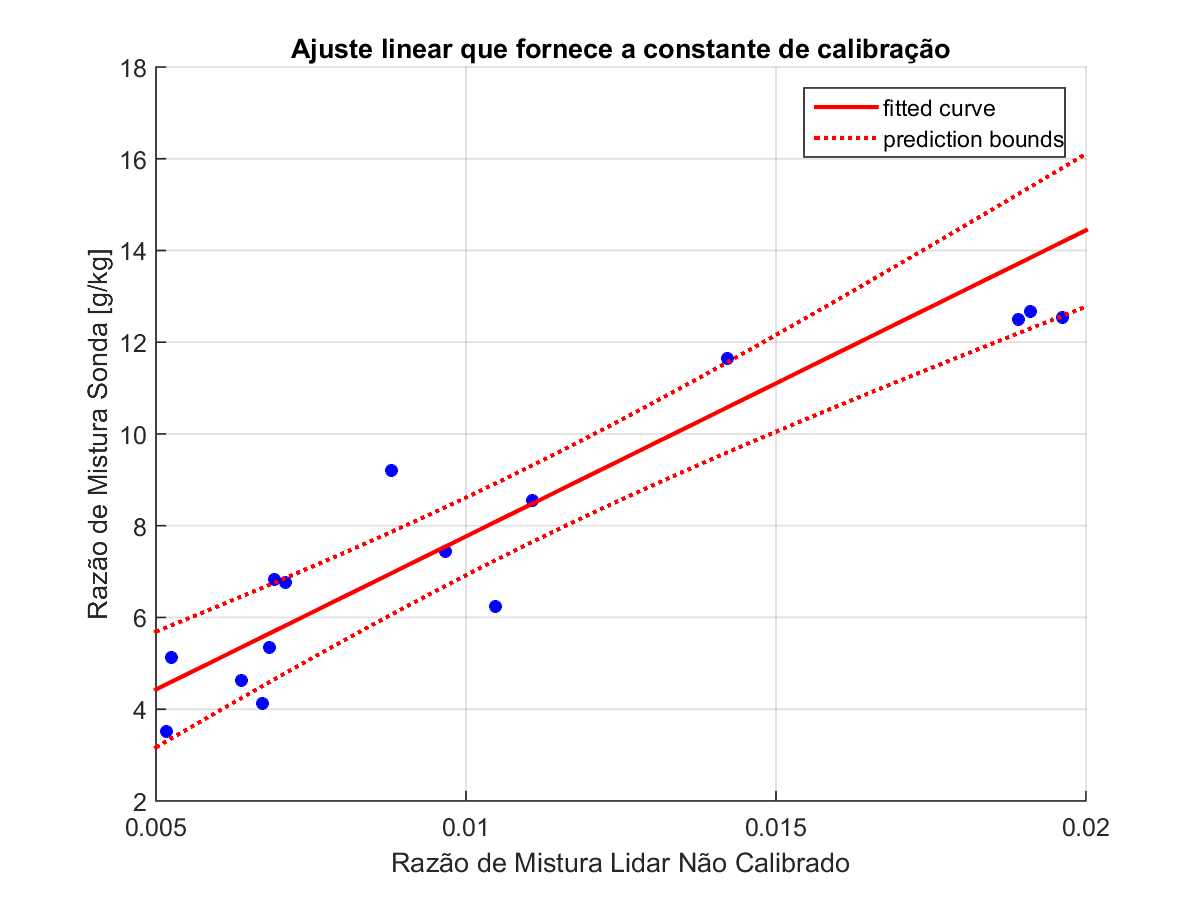 Ajuste linear que fornece a constante de calibração
fitted curve
prediction bounds
Razão de Mistura Sonda [g/kg]
18
16
14
12
10
8
6
4
2
0.005
0.01
0.015
0.02
Razão de Mistura Lidar Não Calibrado